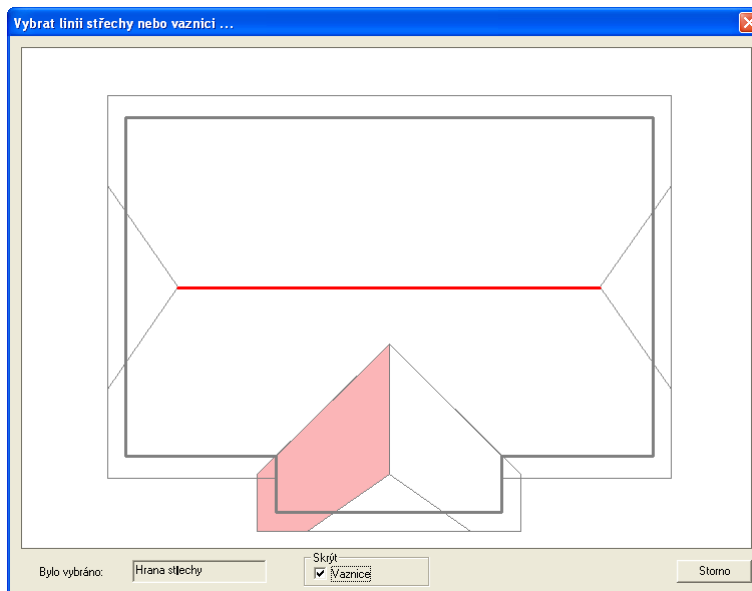 Vybrat linii střechy nebo vaznici ...
Bylo vybráno:
Hrana střechy
Skrýt
Vaznice
Storno